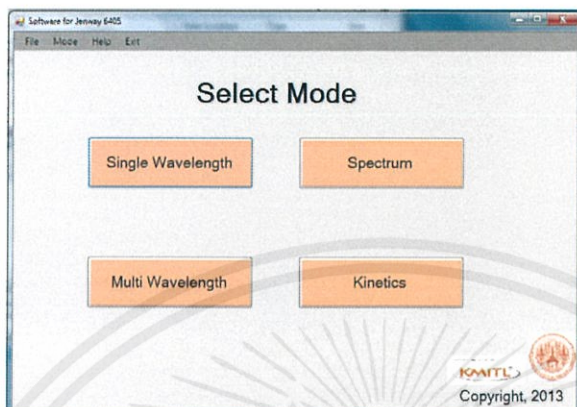 Software for Jenway 6405
File Mode Help Exit
Select Mode
Single Wavelength Spectrum
Multi Wavelength Kinetics
KMITL
Copyright, 2013